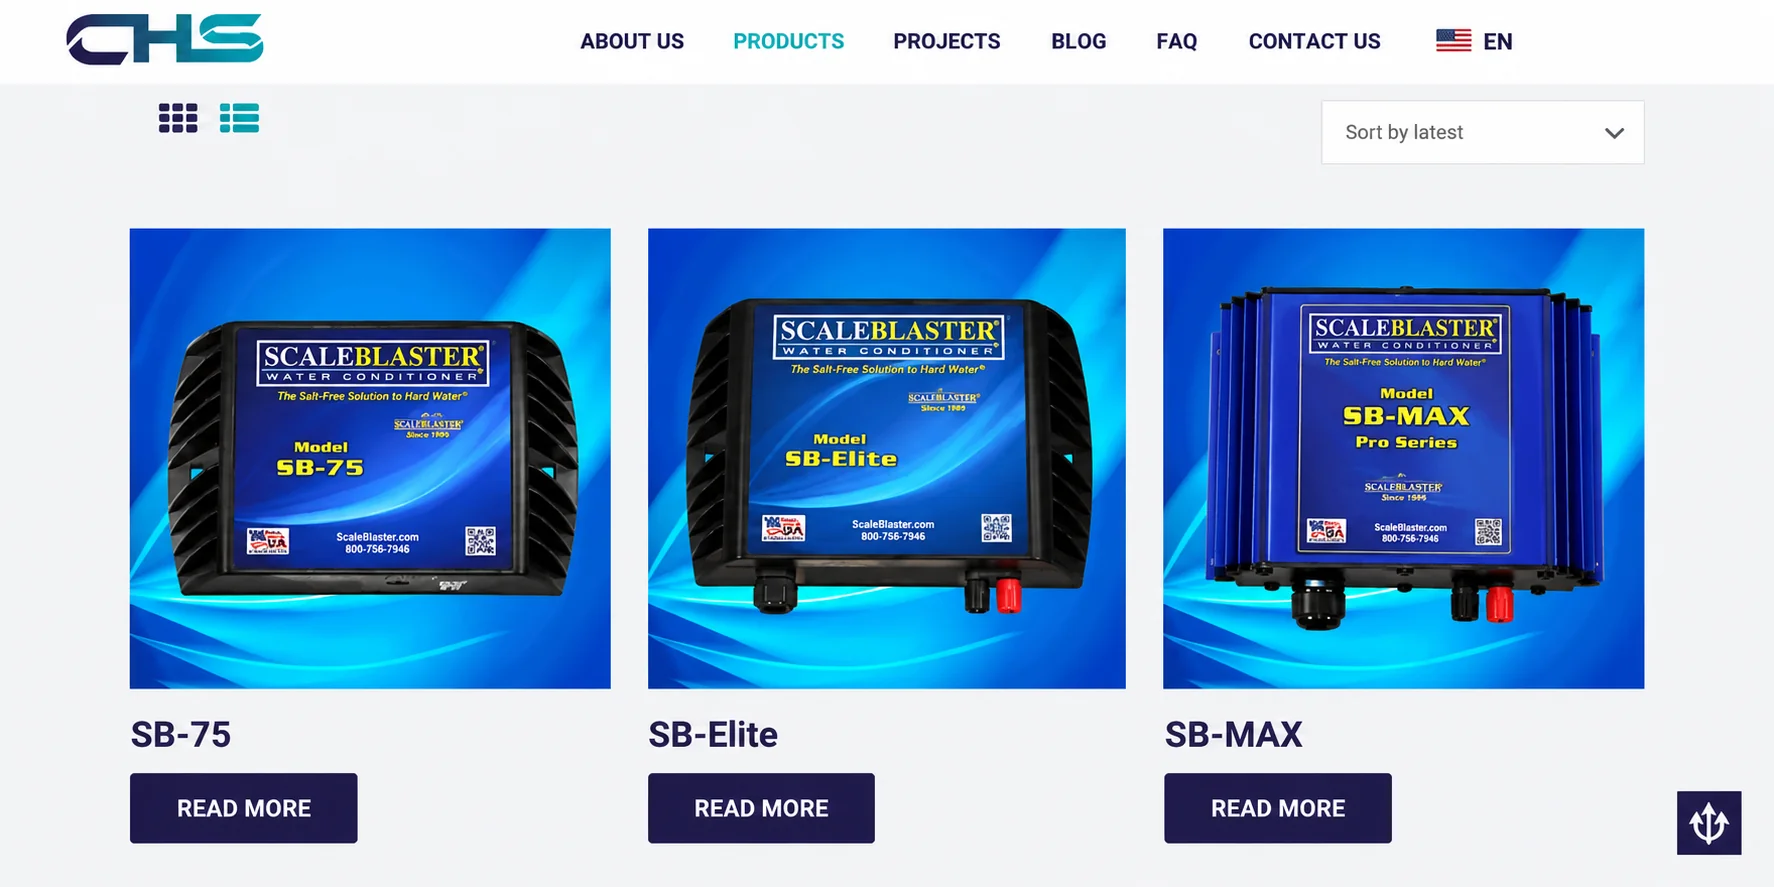 CHS
ABOUT US
PRODUCTS
PROJECTS
BLOG
FAQ
CONTACT US
EN
Sort by latest
SCALEBLASTER®
WATER CONDITIONER
The Salt-Free Solution to Hard Water®
SCALEBLASTER
Model
SB-75
ScaleBlaster.com
800-756-7946
SCALEBLASTER®
WATER CONDITIONER
The Salt-Free Solution to Hard Water®
SCALEBLASTER
Model
SB-Elite
ScaleBlaster.com
800-756-7946
SCALEBLASTER®
WATER CONDITIONER
The Salt-Free Solution to Hard Water®
Model
SB-MAX
Pro Series
SCALEBLASTER
ScaleBlaster.com
800-756-7946
SB-75
SB-Elite
SB-MAX
READ MORE
READ MORE
READ MORE